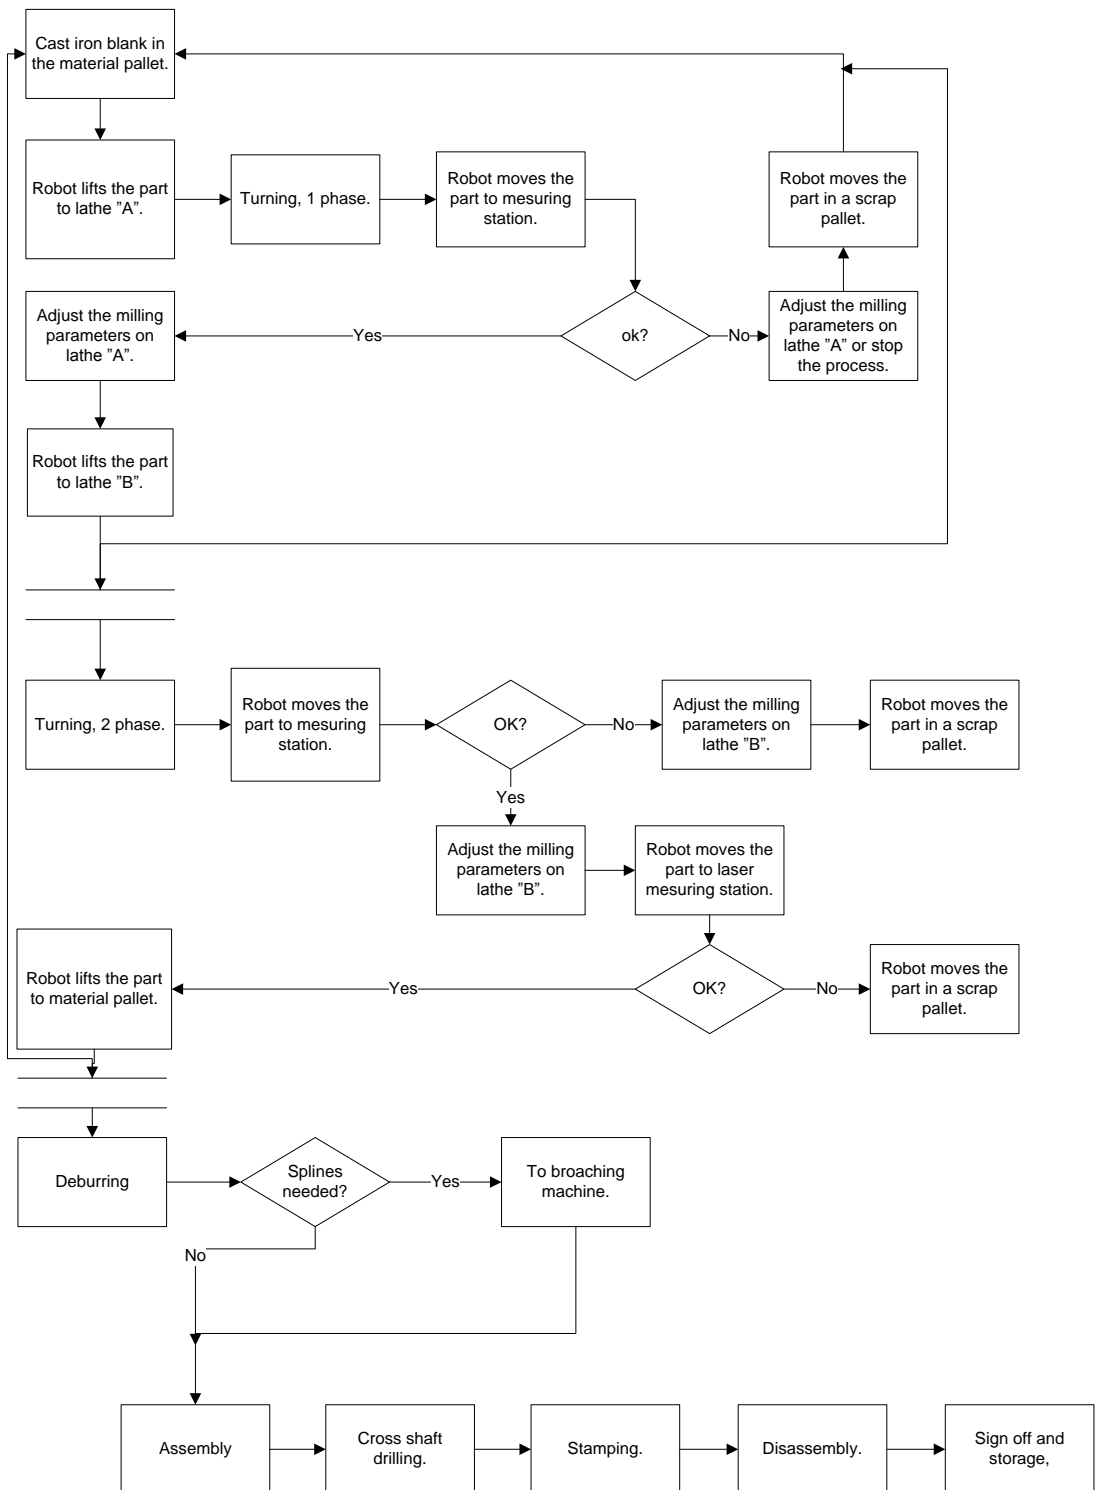 Cast iron blank in
the material pallet.
Robot lifts the part
to lathe ”A”.
Turning, 1 phase.
Robot moves the
part to mesuring
station.
Robot moves the
part in a scrap
pallet.
Adjust the milling
parameters on
lathe ”A”.
Yes
ok?
No
Adjust the milling
parameters on
lathe ”A” or stop
the process.
Robot lifts the part
to lathe ”B”.
Turning, 2 phase.
Robot moves the
part to mesuring
station.
OK?
No
Adjust the milling
parameters on
lathe ”B”.
Robot moves the
part in a scrap
pallet.
Yes
Adjust the milling
parameters on
lathe ”B”.
Robot moves the
part to laser
mesuring station.
Robot lifts the part
to material pallet.
Yes
OK?
No
Robot moves the
part in a scrap
pallet.
Deburring
Splines
needed?
Yes
To broaching
machine.
No
Assembly
Cross shaft
drilling.
Stamping.
Disassembly.
Sign off and
storage,